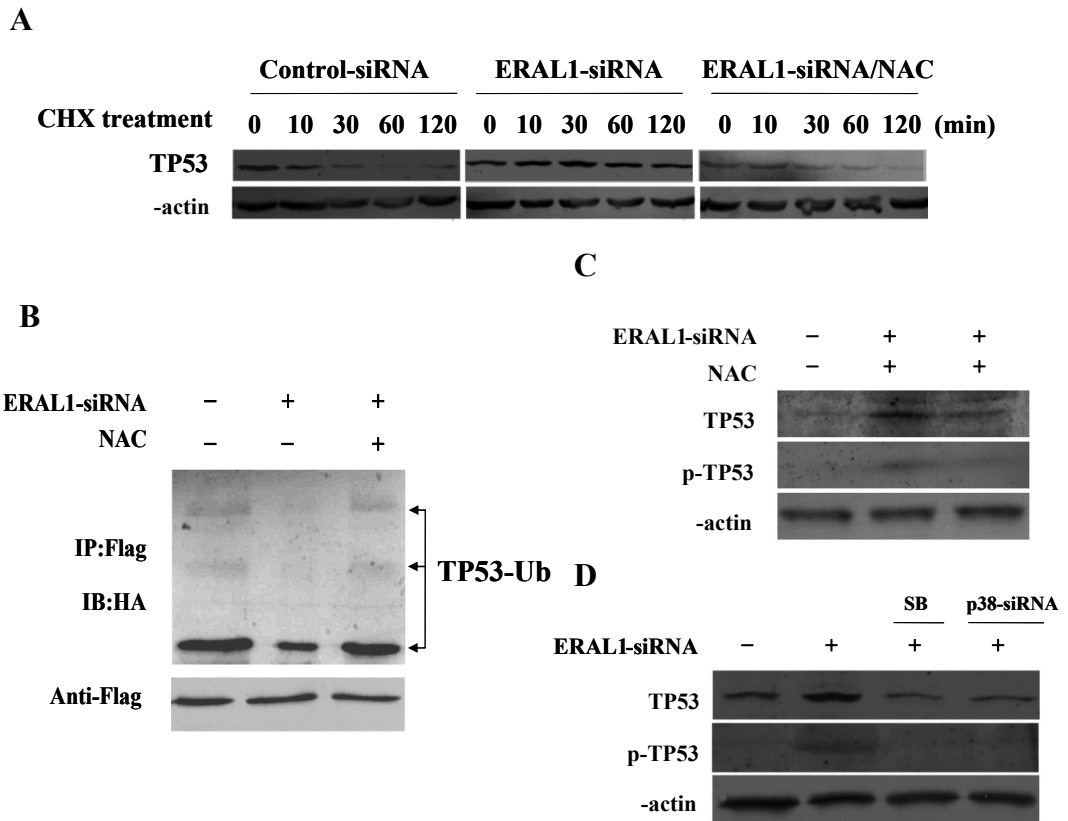 A
Control-siRNA ERAL1-siRNA ERAL1-siRNA/NAC
CHX treatment 0 10 30 60 120 0 10 30 60 120 0 10 30 60 120 (min)
TP53
-actin
B
ERAL1-siRNA − + +
NAC − − +
IP:Flag
IB:HA
TP53-Ub
Anti-Flag
C
ERAL1-siRNA − + +
NAC − + +
TP53
p-TP53
-actin
D
SB p38-siRNA
ERAL1-siRNA − + + +
TP53
p-TP53
-actin